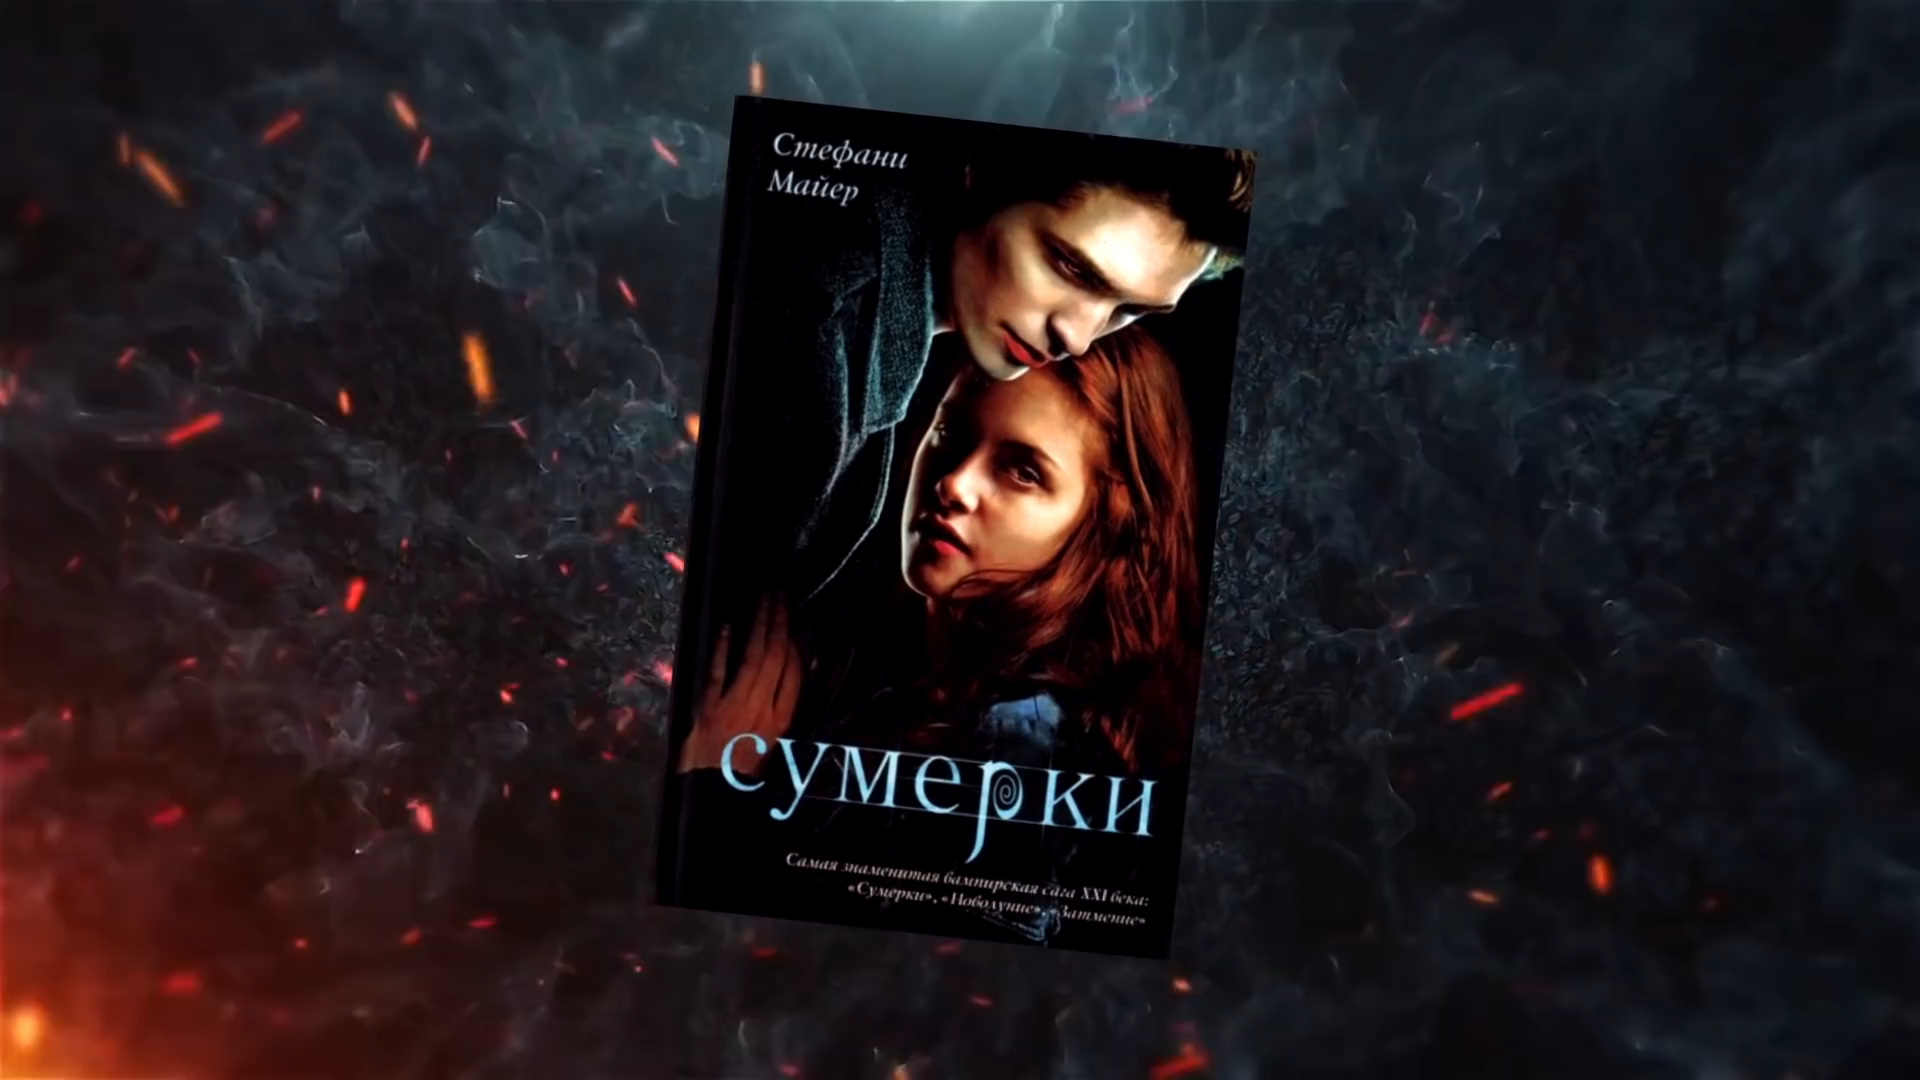 Стефани
Майер
сумерки
Самая знаменитая вампирская сага XXI века:
«Сумерки», «Новолуние», «Затмение»